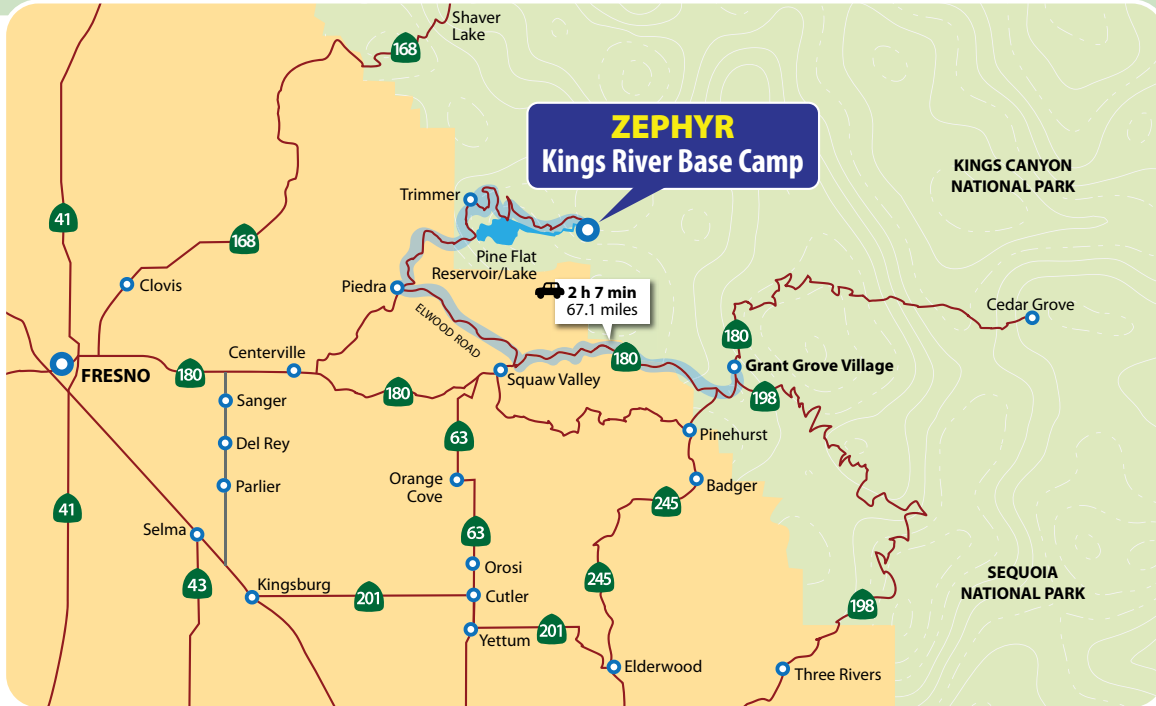 Shaver
Lake
168
ZEPHYR
Kings River Base Camp
KINGS CANYON
NATIONAL PARK
Trimmer
41
168
Pine Flat
Reservoir/Lake
Clovis
Piedra
2 h 7 min
67.1 miles
Cedar Grove
ELWOOD ROAD
180
Centerville
180
Grant Grove Village
FRESNO
180
Squaw Valley
180
198
Sanger
63
Pinehurst
Del Rey
Orange
Cove
Parlier
Badger
245
41
Selma
63
Orosi
SEQUOIA
NATIONAL PARK
43
Kingsburg
201
Cutler
245
198
Yettum
201
Elderwood
Three Rivers